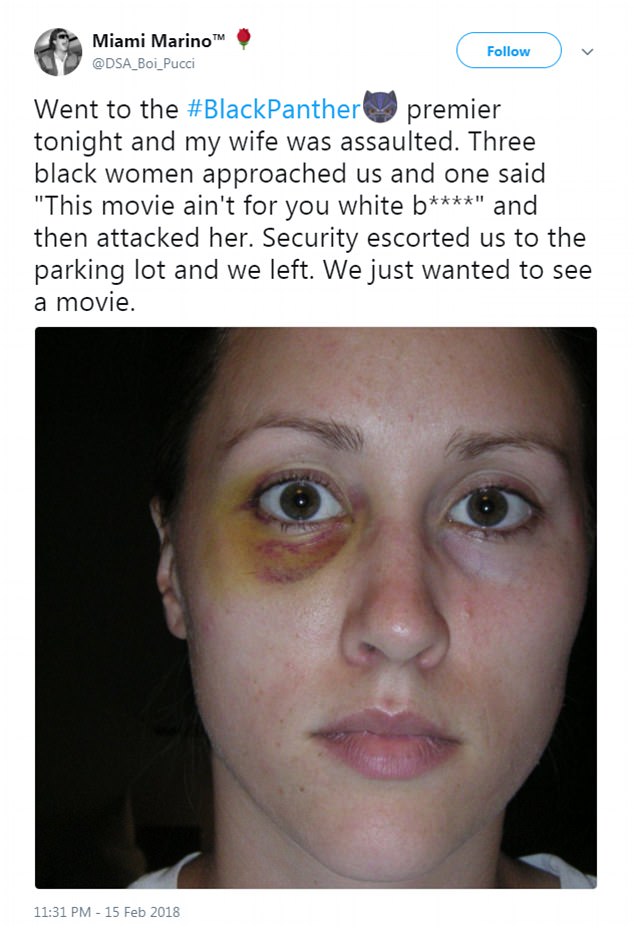 Miami Marino™ 🌹
@DSA_Boi_Pucci
Follow
Went to the #BlackPanther premier
tonight and my wife was assaulted. Three
black women approached us and one said
"This movie ain't for you white b****" and
then attacked her. Security escorted us to the
parking lot and we left. We just wanted to see
a movie.
11:31 PM - 15 Feb 2018